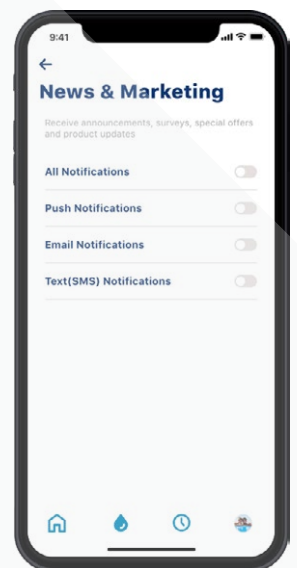 9:41
News & Marketing
Receive announcements, surveys, special offers
and product updates
All Notifications
Push Notifications
Email Notifications
Text(SMS) Notifications